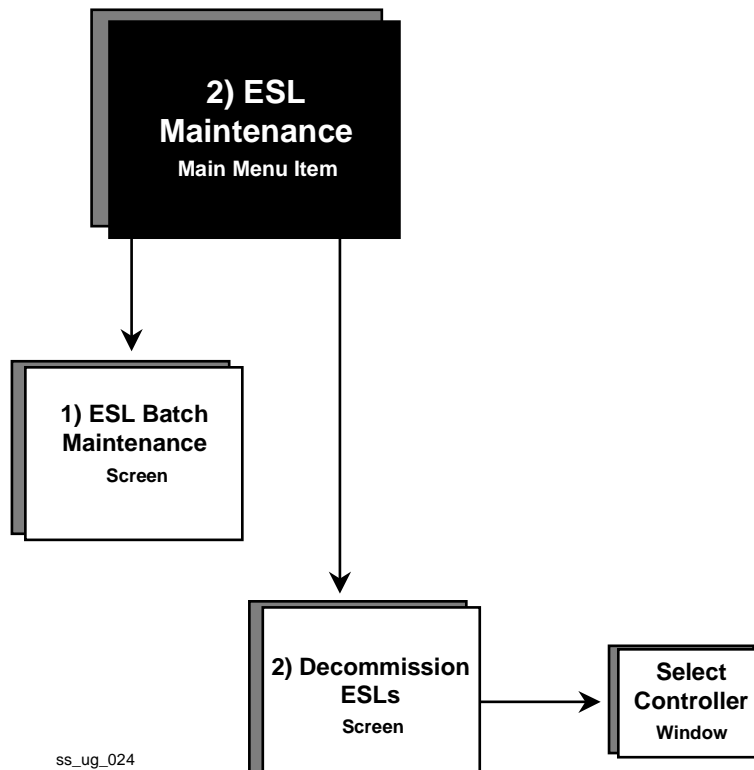 2) ESL
Maintenance
Main Menu Item
1) ESL Batch
Maintenance
Screen
2) Decommission
ESLs
Screen
Select
Controller
Window
ss_ug_024